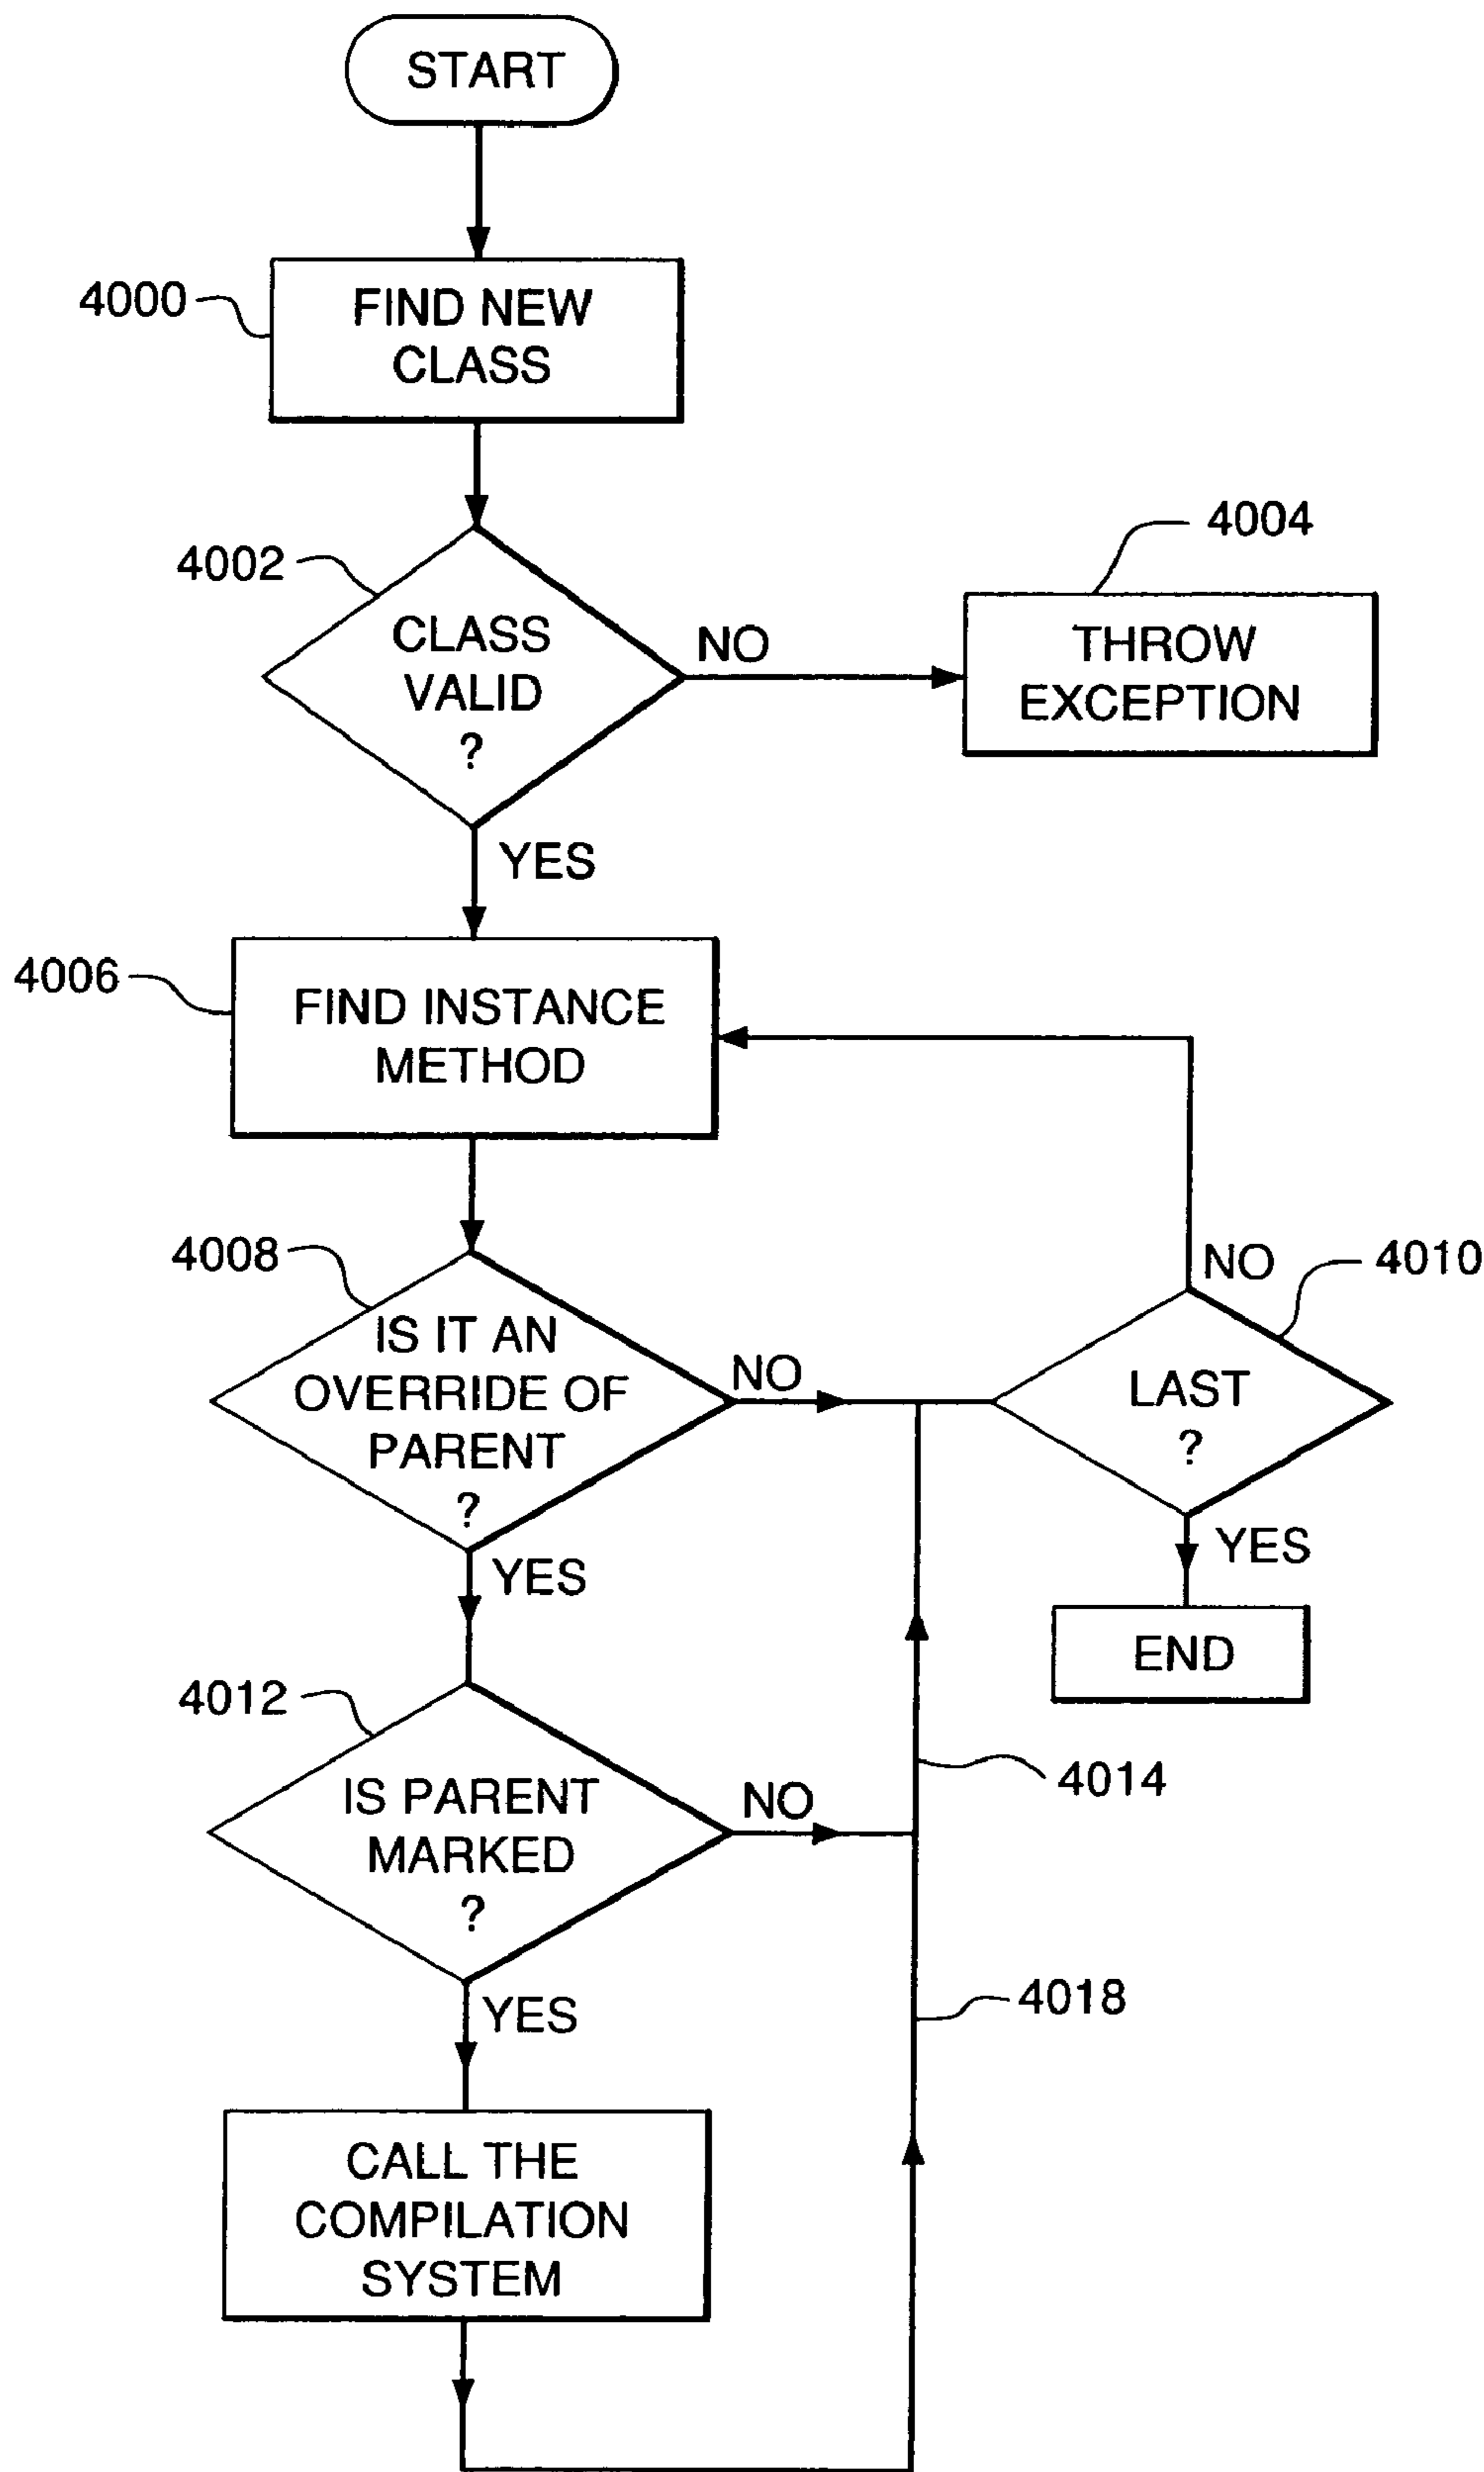 START
4000
FIND NEW
CLASS
4002
CLASS
VALID
?
NO
4004
THROW
EXCEPTION
YES
4006
FIND INSTANCE
METHOD
4008
IS IT AN
OVERRIDE OF
PARENT
?
NO
NO
4010
LAST
?
YES
END
YES
4012
IS PARENT
MARKED
?
NO
4014
YES
4018
CALL THE
COMPILATION
SYSTEM